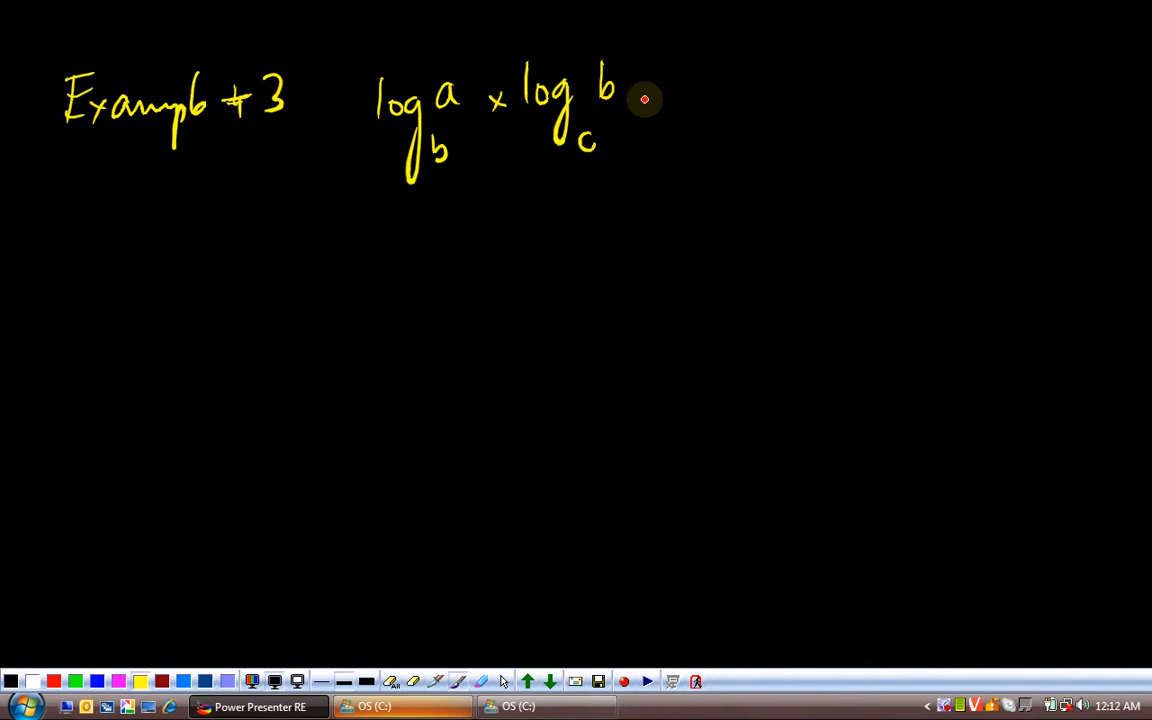 Example #3 log_b a × log_c b
Power Presenter RE OS (C:) OS (C:) 12:12 AM